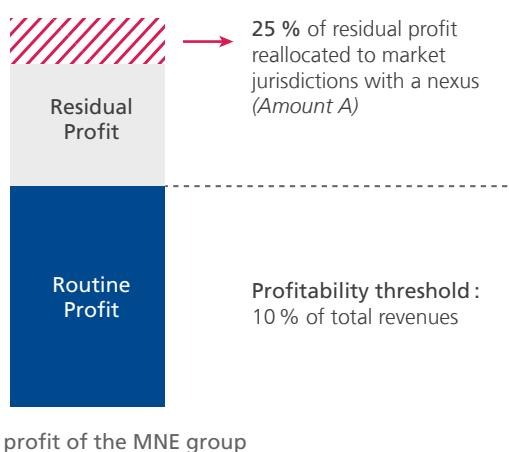 25 % of residual profit
reallocated to market
jurisdictions with a nexus
(Amount A)
Residual
Profit
Routine
Profit
Profitability threshold :
10 % of total revenues
profit of the MNE group